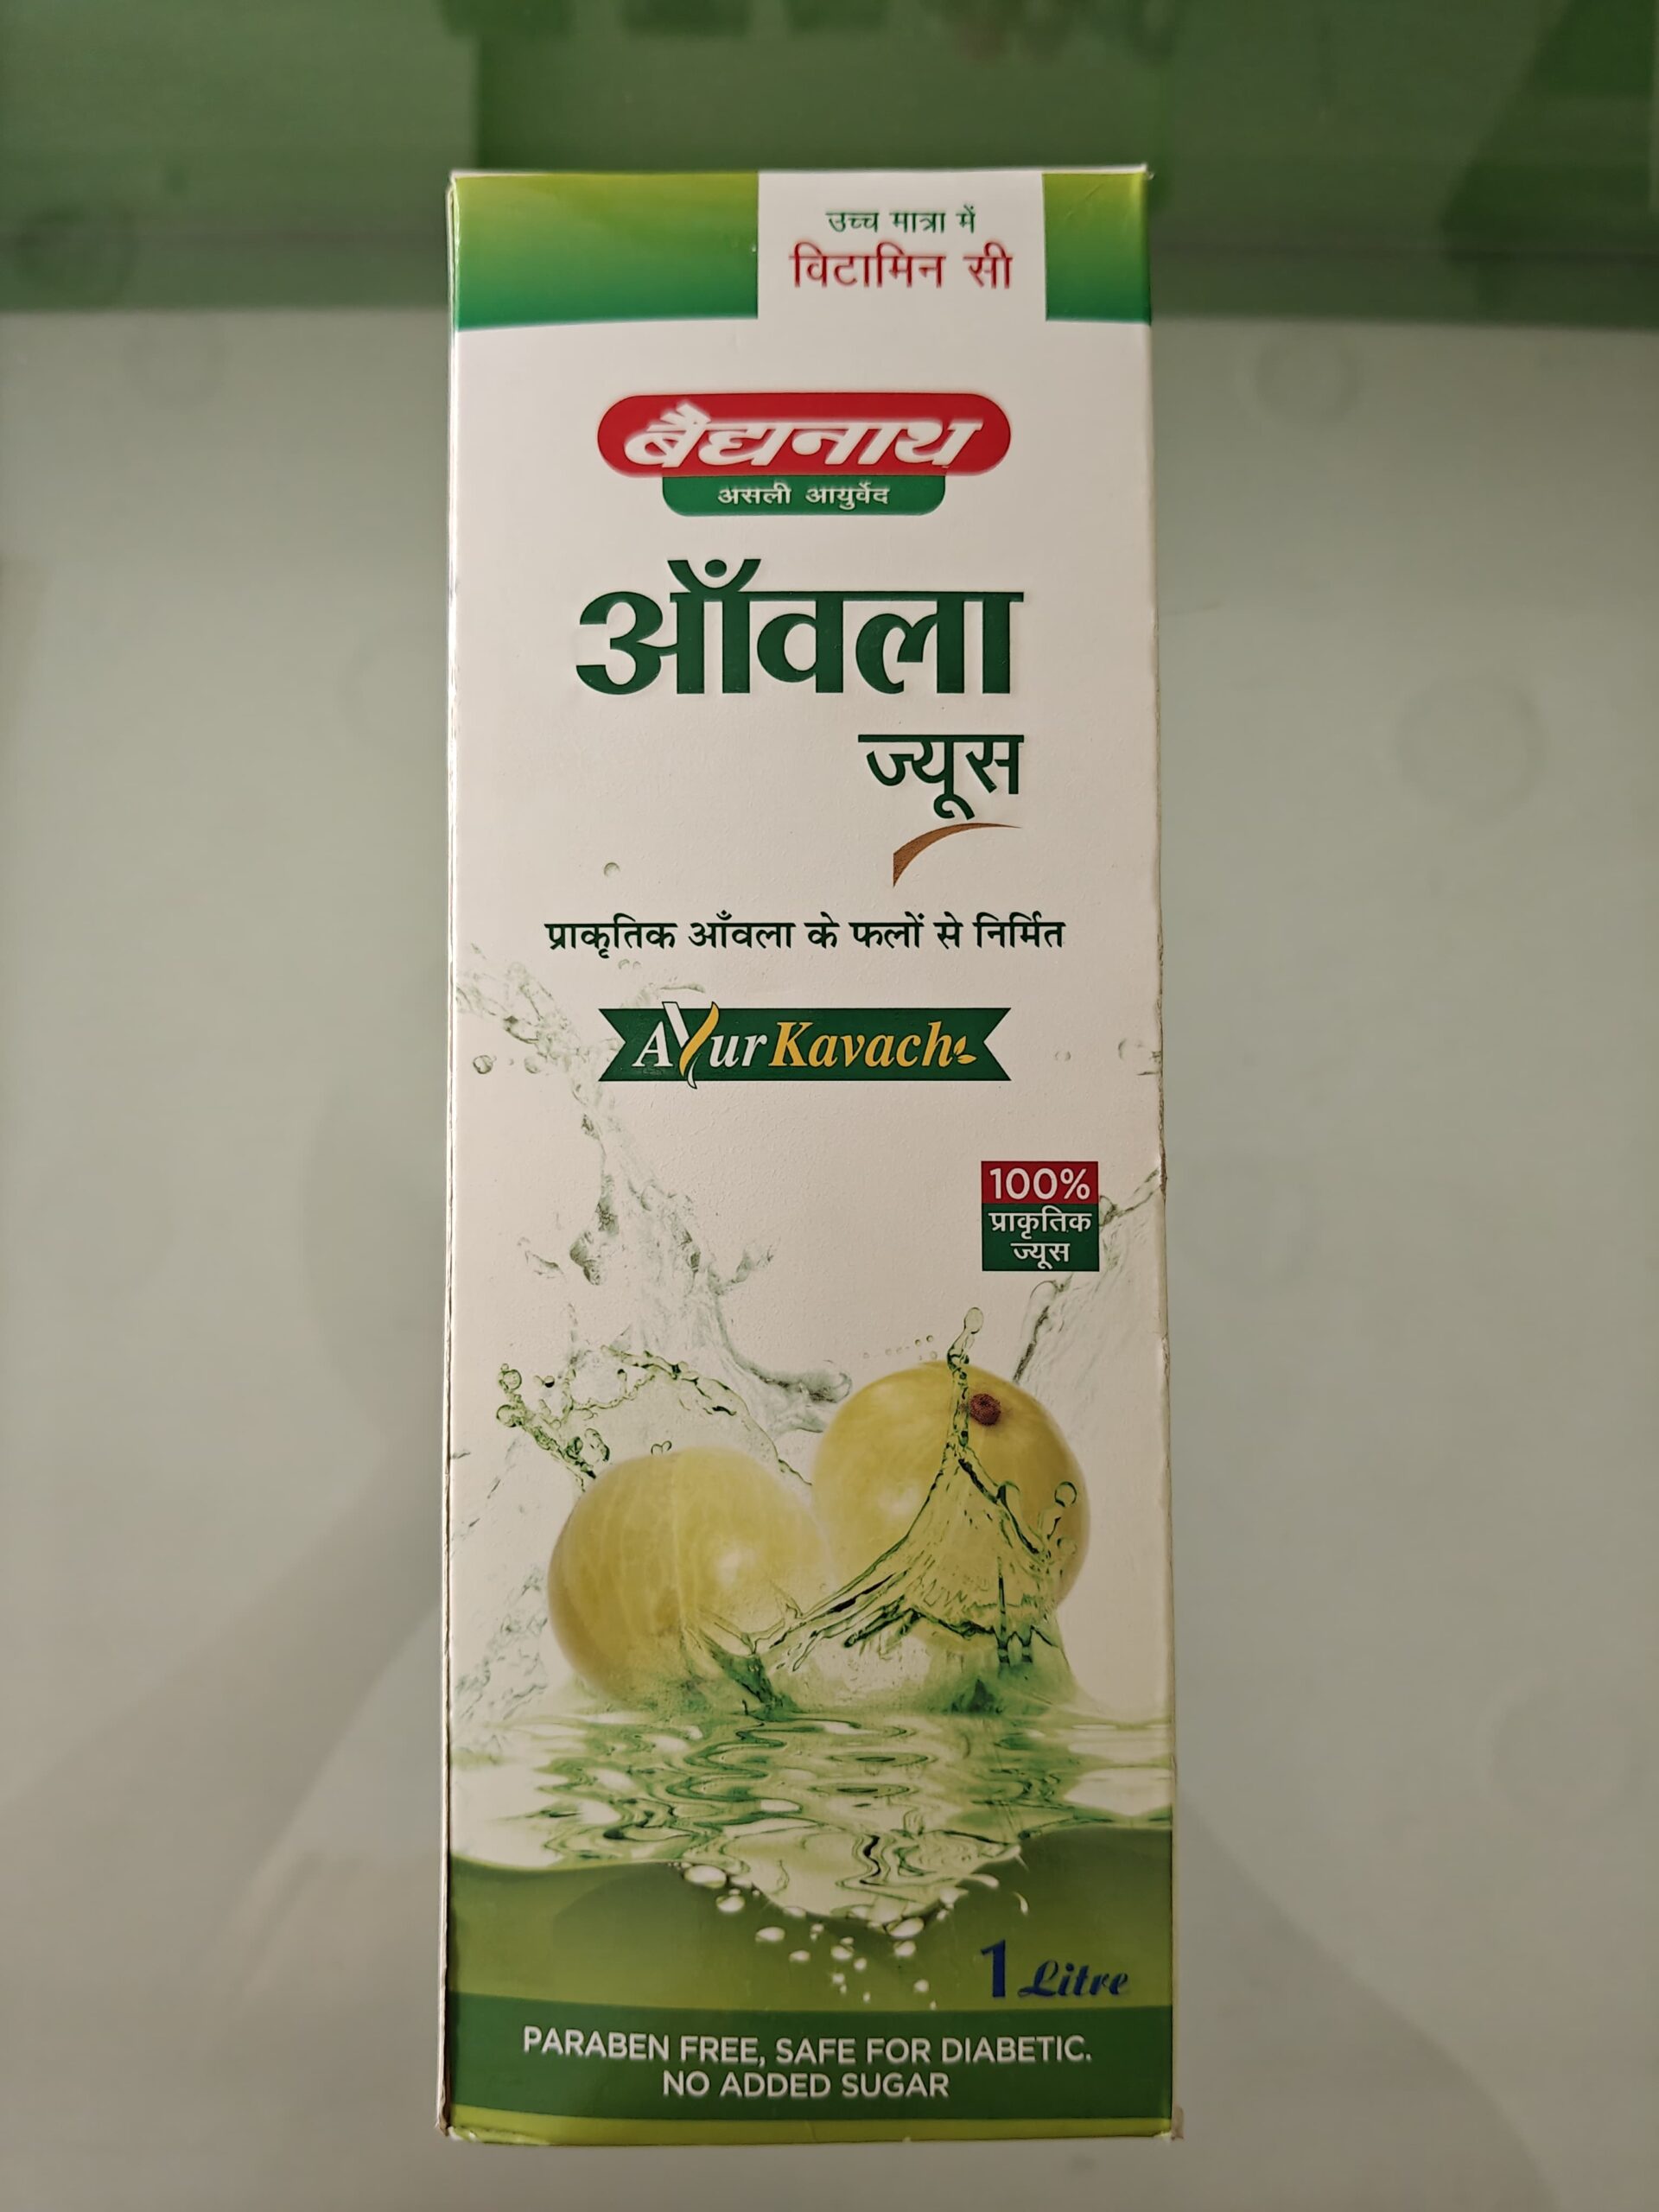 उच्च मात्रा में
विटामिन सी
बैद्यनाथ
असली आयुर्वेद
आँवला
ज्यूस
प्राकृतिक आँवला के फलों से निर्मित
AYurKavach
100%
प्राकृतिक
ज्यूस
1 Litre
PARABEN FREE, SAFE FOR DIABETIC.
NO ADDED SUGAR